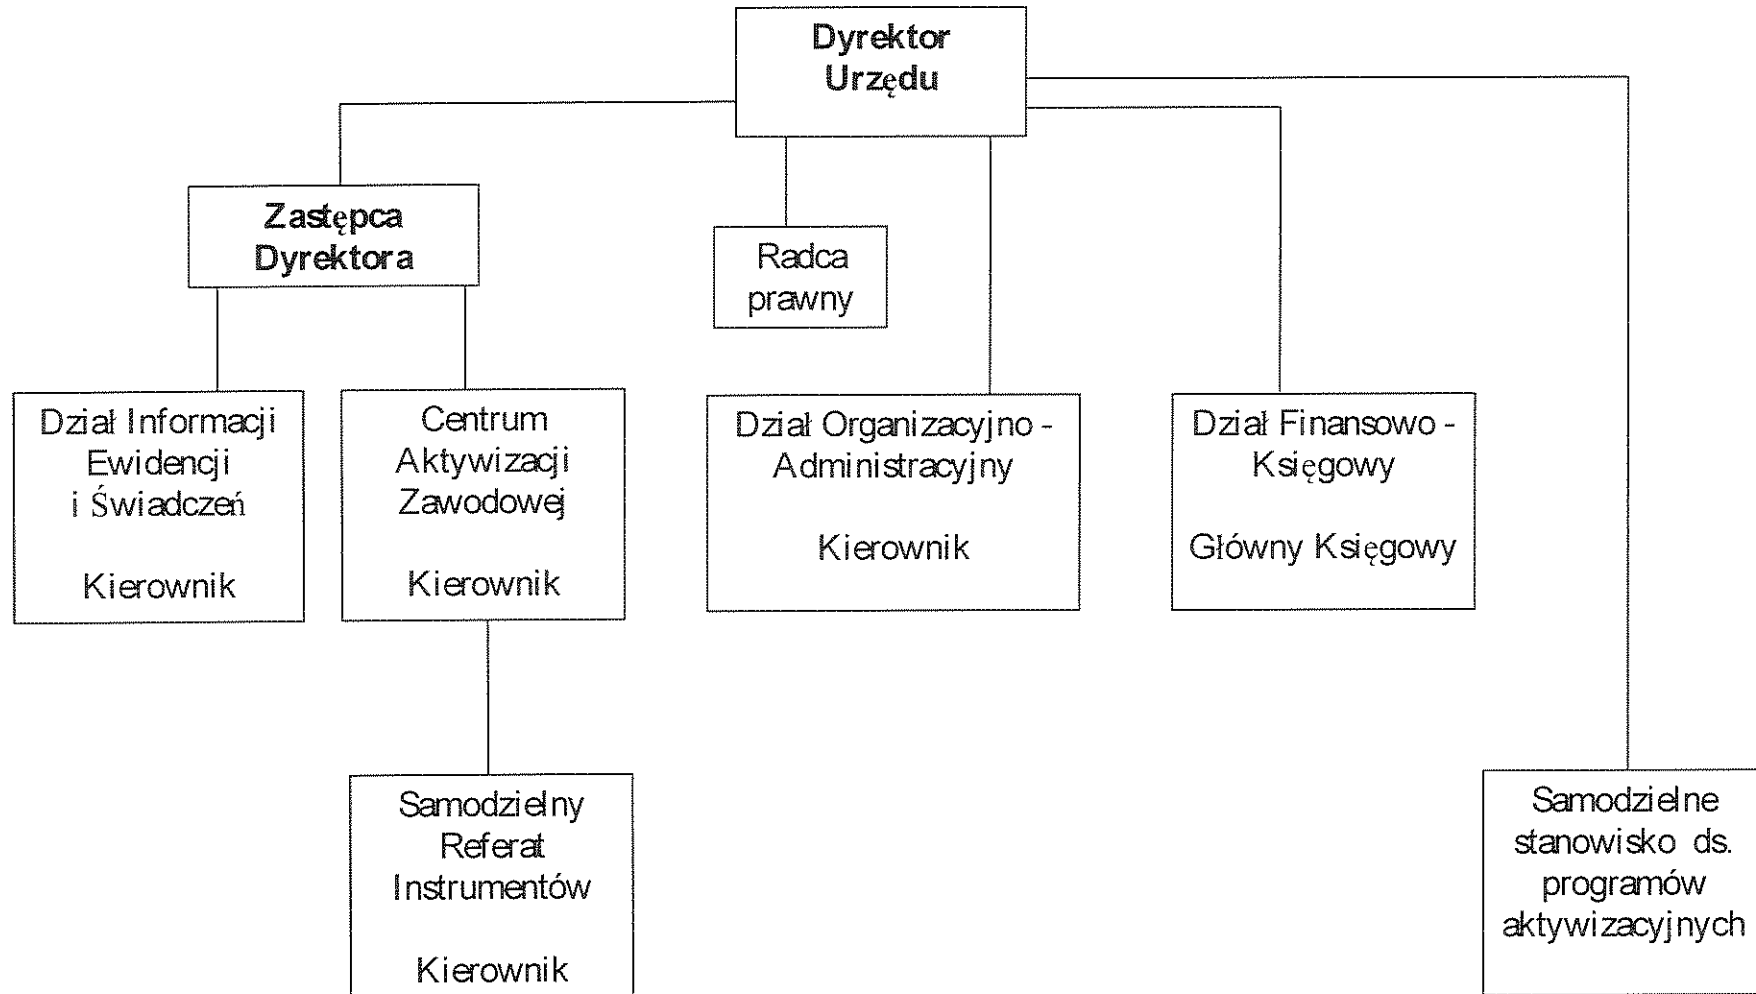 Dyrektor
Urzędu
Zastępca
Dyrektora
Radca
prawny
Dział Informacji
Ewidencji
i Świadczeń
Kierownik
Centrum
Aktywizacji
Zawodowej
Kierownik
Dział Organizacyjno -
Administracyjny
Kierownik
Dział Finansowo -
Księgowy
Główny Księgowy
Samodzielny
Referat
Instrumentów
Kierownik
Samodzielne
stanowisko ds.
programów
aktywizacyjnych